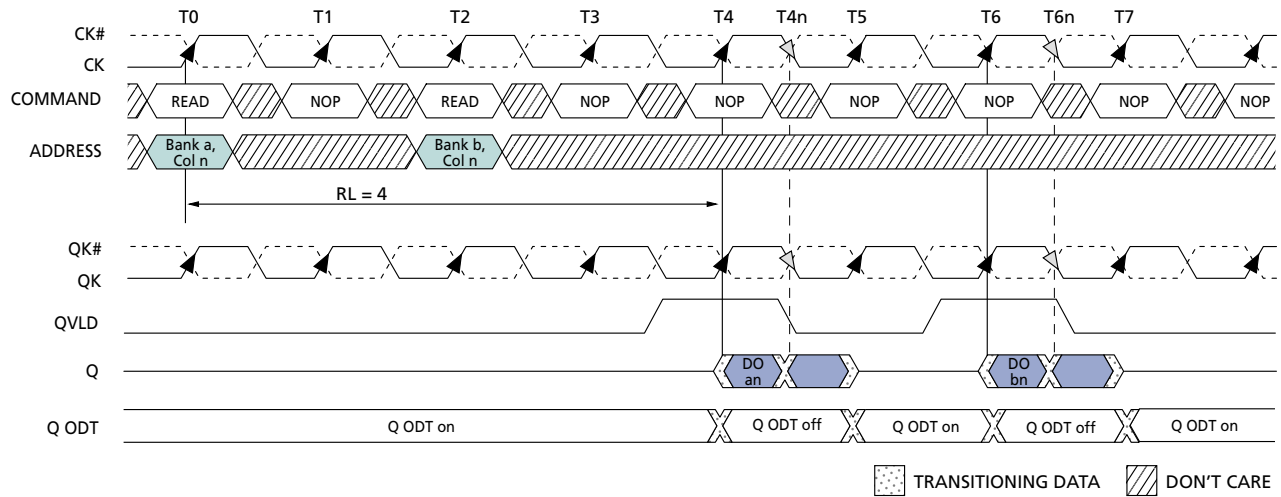 T0 T1 T2 T3 T4 T4n T5 T6 T6n T7
CK#
CK
COMMAND READ NOP READ NOP NOP NOP NOP NOP NOP
ADDRESS Bank a, Col n Bank b, Col n
RL = 4
QK#
QK
QVLD
Q DO an DO bn
Q ODT Q ODT on Q ODT off Q ODT on Q ODT off Q ODT on
TRANSITIONING DATA DON'T CARE